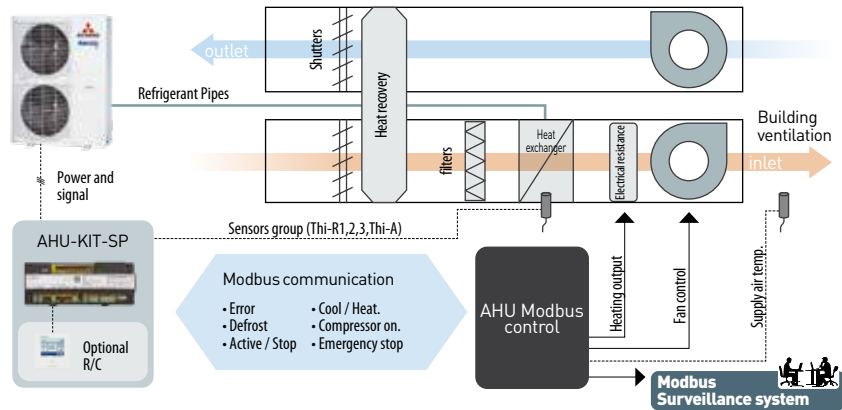 outlet
Shutters
Heat recovery
Refrigerant Pipes
filters
Heat
exchanger
Electrical resistance
Building
ventilation
inlet
Power and
signal
Sensors group (Thi-R1,2,3,Thi-A)
AHU-KIT-SP
Optional
R/C
Modbus communication
• Error
• Defrost
• Active / Stop
• Cool / Heat.
• Compressor on.
• Emergency stop
AHU Modbus
control
Heating output
Fan control
Supply air temp.
Modbus
Surveillance system